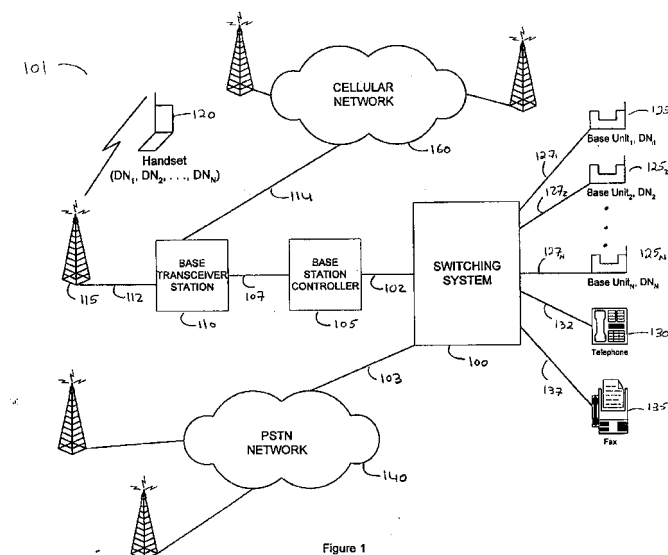 101
120
Handset
(DN1, DN2, ..., DNN)
CELLULAR
NETWORK
160
114
125
Base Unit1, DN1
1271
1252
Base Unit2, DN2
1272
125N
Base UnitN, DNN
127N
115
112
BASE
TRANSCEIVER
STATION
110
107
BASE
STATION
CONTROLLER
105
102
SWITCHING
SYSTEM
100
132
130
Telephone
137
135
Fax
103
PSTN
NETWORK
140
Figure 1